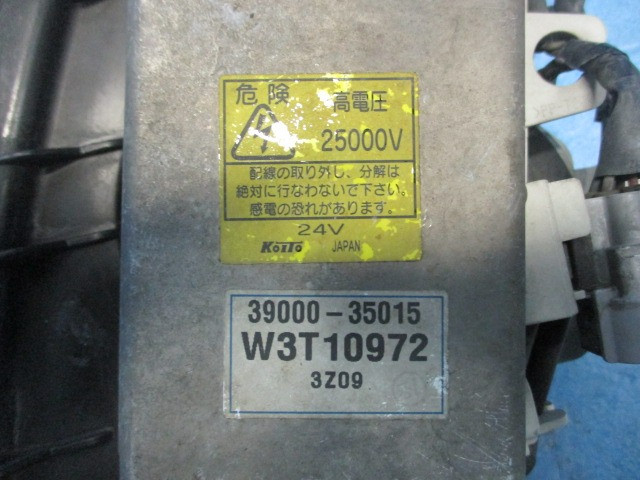 危険
高電圧
25000V
配線の取り外し、分解は
絶対に行なわないで下さい。
感電の恐れがあります。
24V
KOITO JAPAN
39000-35015
W3T10972
3Z09